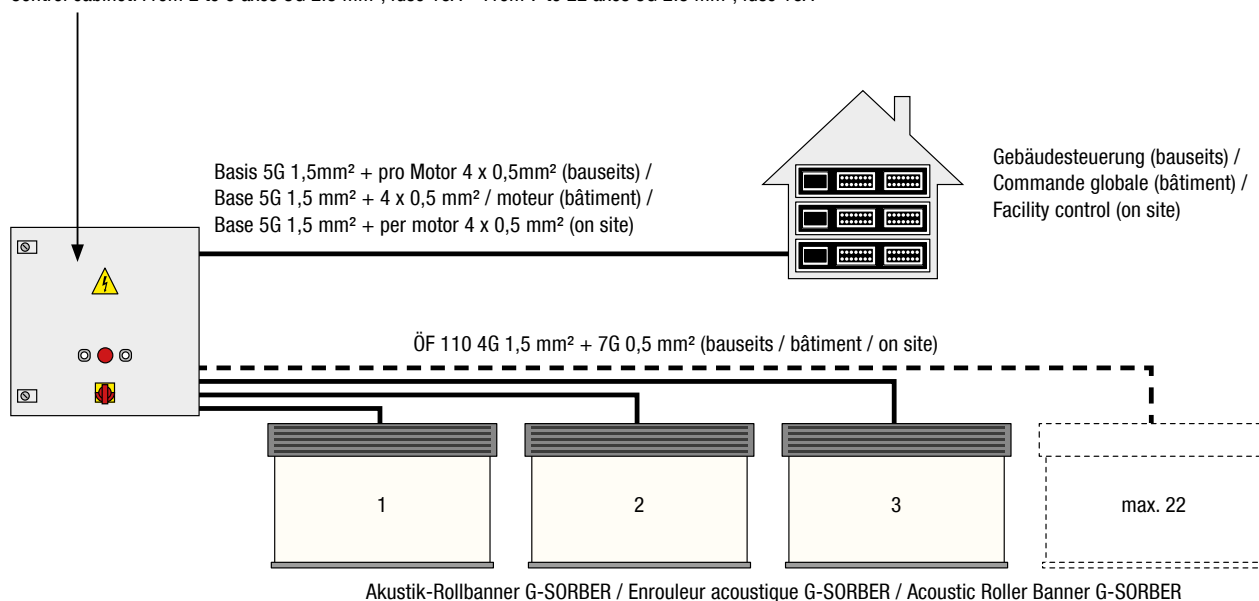 Basis 5G 1,5mm² + pro Motor 4 x 0,5mm² (bauseits) /
Base 5G 1,5 mm² + 4 x 0,5 mm² / moteur (bâtiment) /
Base 5G 1,5 mm² + per motor 4 x 0,5 mm² (on site)
Gebäudesteuerung (bauseits) /
Commande globale (bâtiment) /
Facility control (on site)
ÖF 110 4G 1,5 mm² + 7G 0,5 mm² (bauseits / bâtiment / on site)
1
2
3
max. 22
Akustik-Rollbanner G-SORBER / Enrouleur acoustique G-SORBER / Acoustic Roller Banner G-SORBER